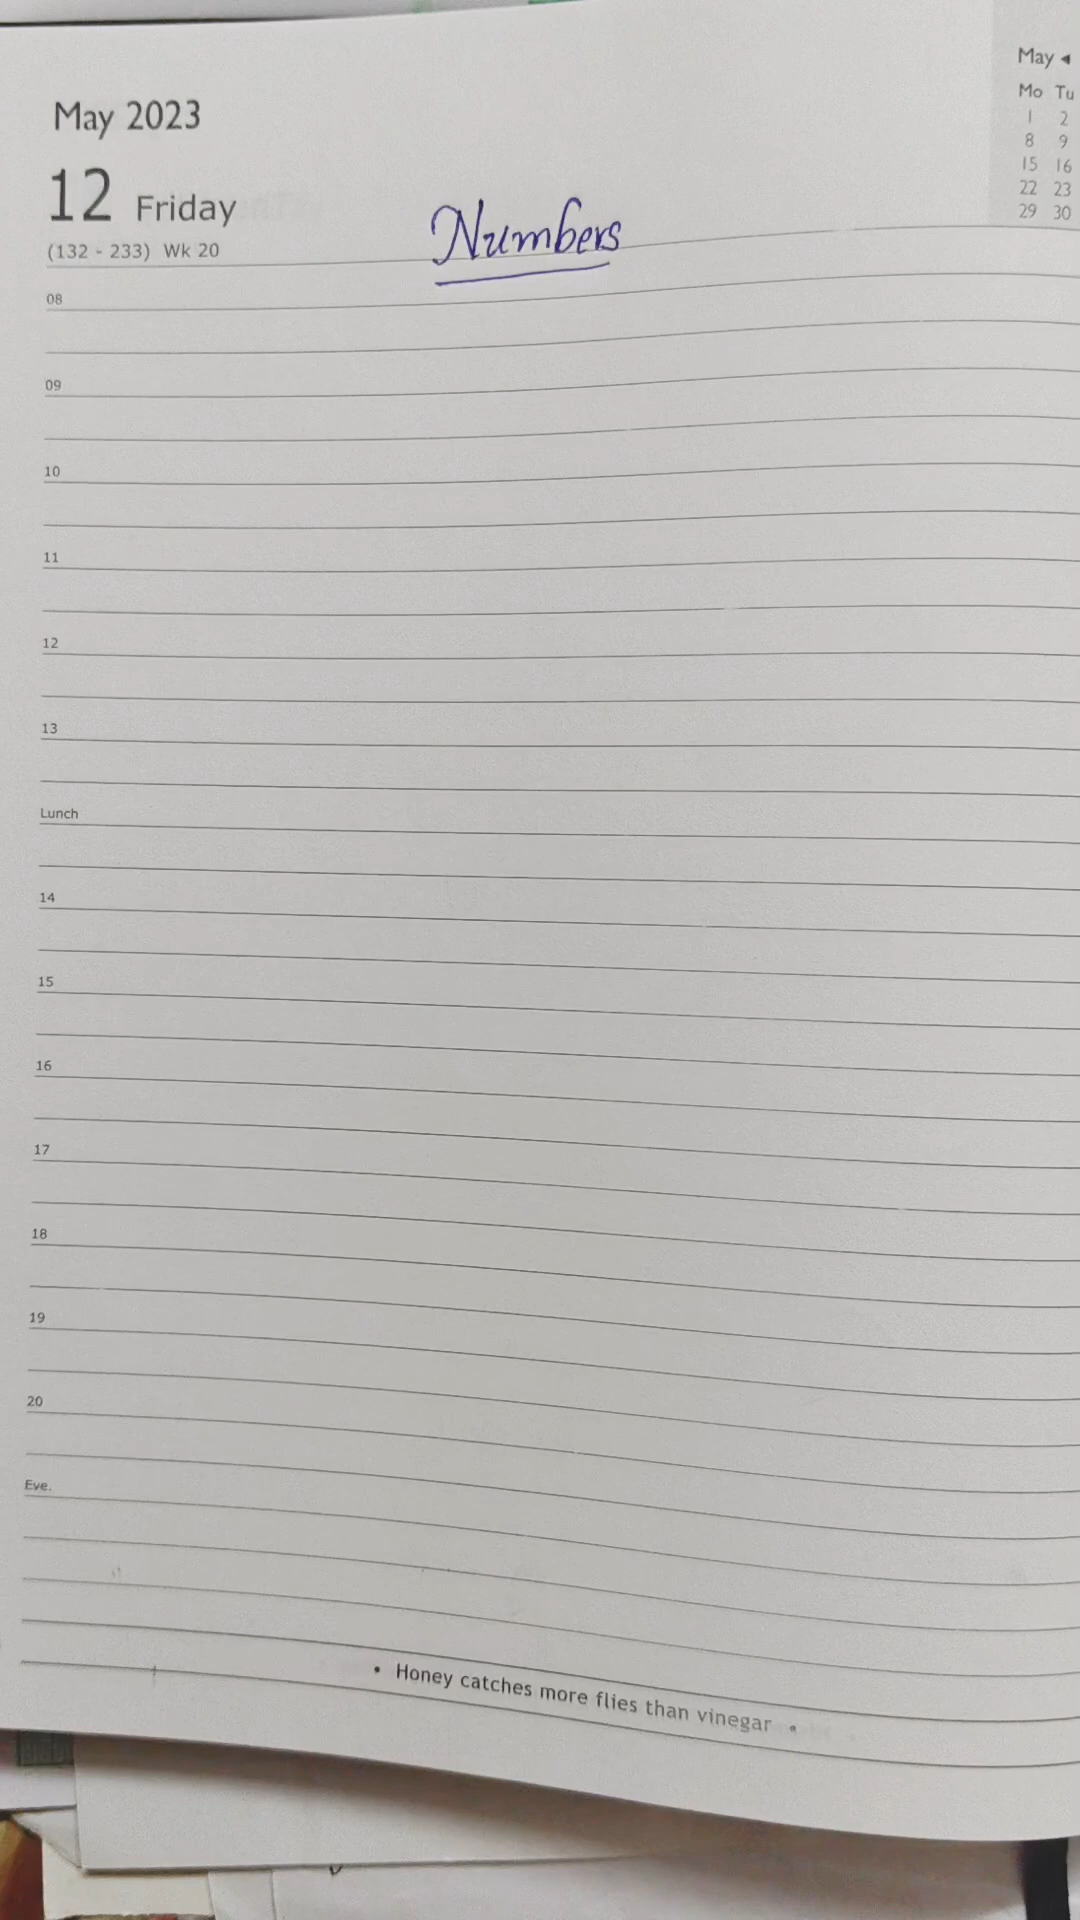 May 2023
12 Friday
(132 - 233) Wk 20
Numbers
May ◂
Mo Tu
1 2
8 9
15 16
22 23
29 30
08
09
10
11
12
13
Lunch
14
15
16
17
18
19
20
Eve.
• Honey catches more flies than vinegar •